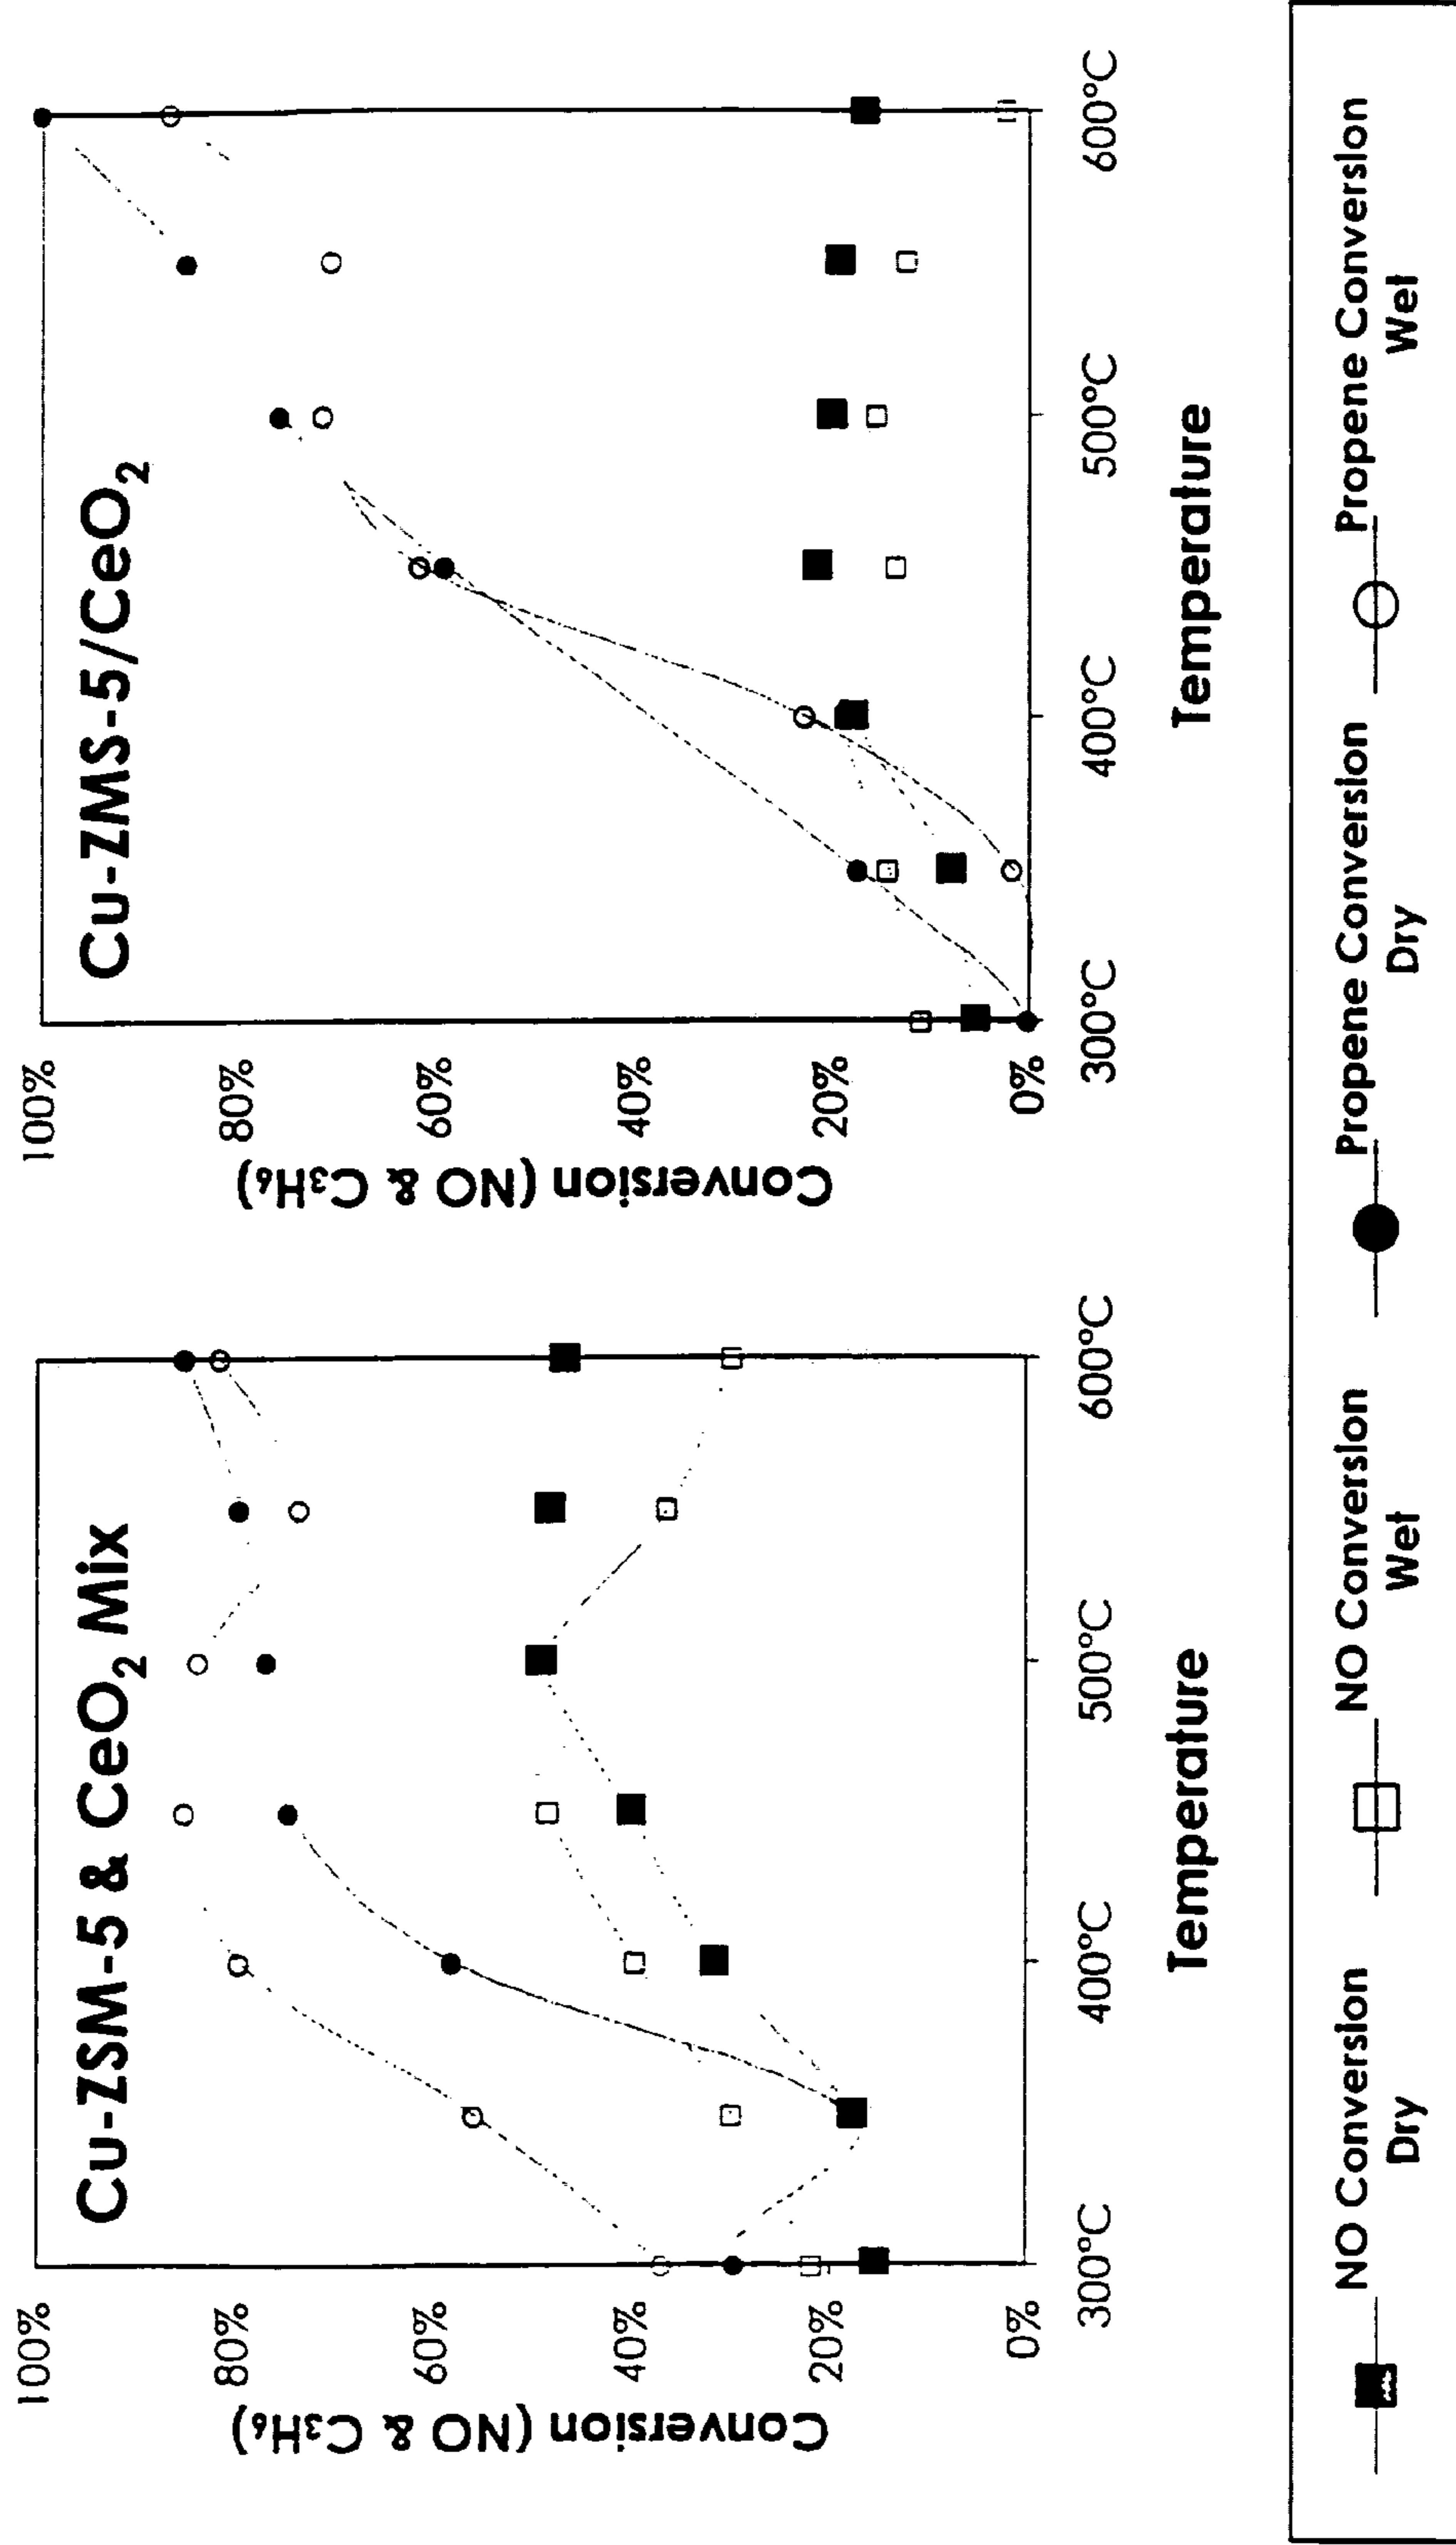 Cu-ZSM-5 & CeO2 Mix
Conversion (NO & C3H6)
100%
80%
60%
40%
20%
0%
300°C
400°C
500°C
600°C
Temperature
Cu-ZMS-5/CeO2
Conversion (NO & C3H6)
100%
80%
60%
40%
20%
0%
300°C
400°C
500°C
600°C
Temperature
NO Conversion
Dry
NO Conversion
Wet
Propene Conversion
Dry
Propene Conversion
Wet